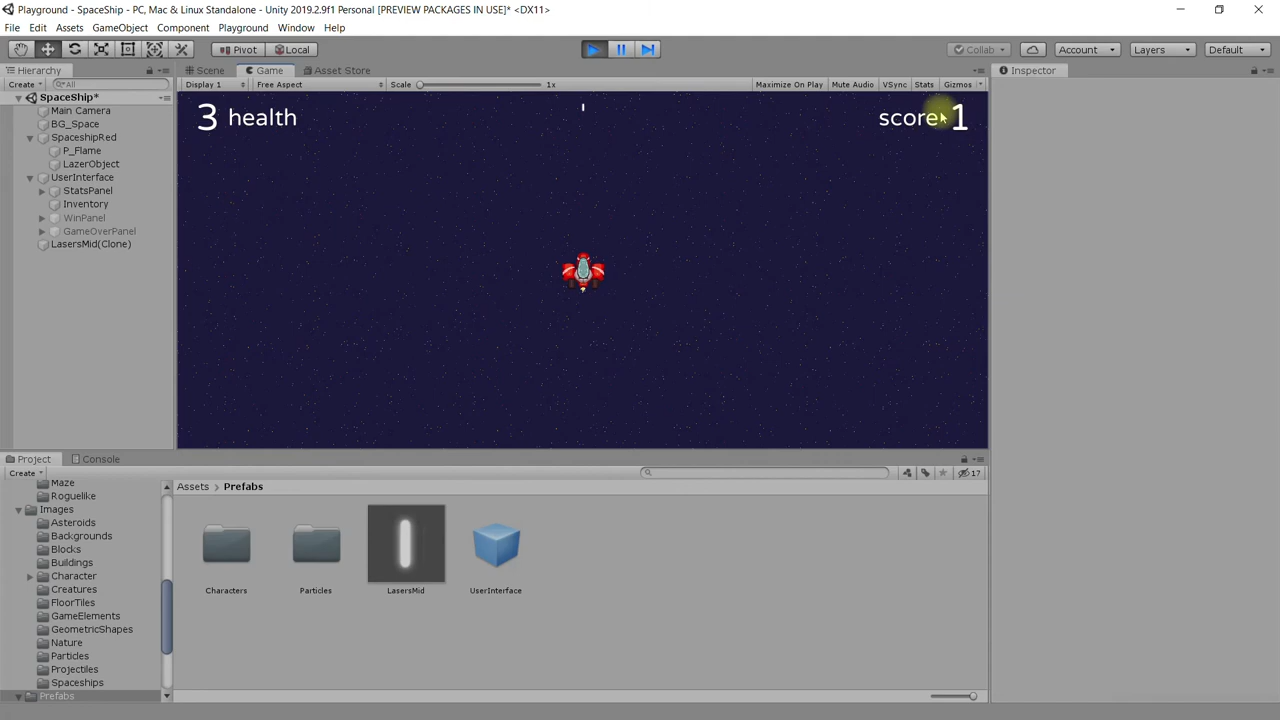 Playground - SpaceShip - PC, Mac & Linux Standalone - Unity 2019.2.9f1 Personal [PREVIEW PACKAGES IN USE]* <DX11>
File Edit Assets GameObject Component Playground Window Help
Pivot Local Collab Account Layers Default
Hierarchy Scene Game Asset Store Inspector
Create All Display 1 Free Aspect Scale 1x Maximize On Play Mute Audio VSync Stats Gizmos
SpaceShip*
Main Camera
BG_Space
SpaceshipRed
P_Flame
LazerObject
UserInterface
StatsPanel
Inventory
WinPanel
GameOverPanel
LasersMid(Clone)
3 health score: 1
Project Console
Create 17
Assets > Prefabs
Maze
Roguelike
Images
Asteroids
Backgrounds
Blocks
Buildings
Character
Creatures
FloorTiles
GameElements
GeometricShapes
Nature
Particles
Projectiles
Spaceships
Prefabs
Characters Particles LasersMid UserInterface